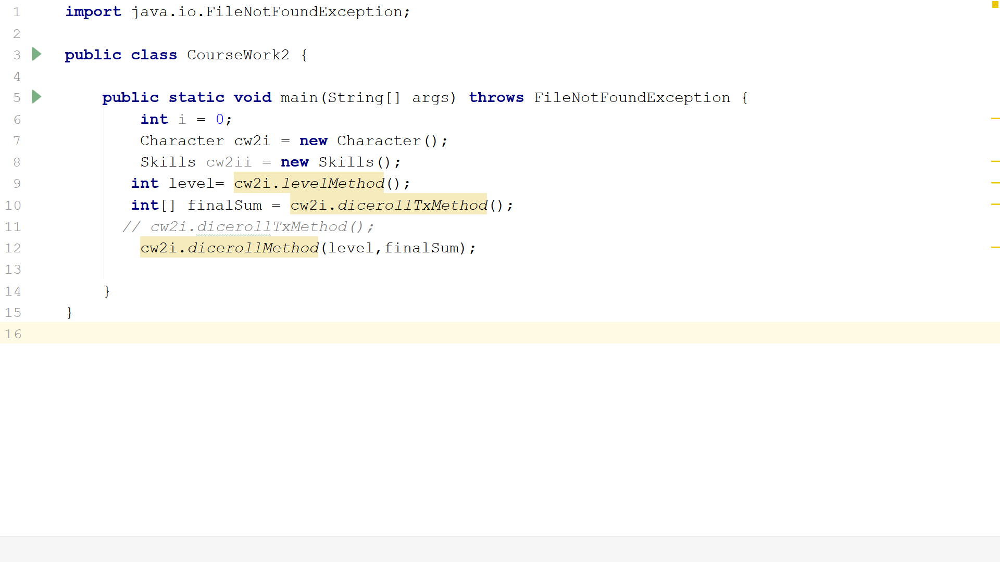 1 import java.io.FileNotFoundException;
2
3 public class CourseWork2 {
4
5 public static void main(String[] args) throws FileNotFoundException {
6 int i = 0;
7 Character cw2i = new Character();
8 Skills cw2ii = new Skills();
9 int level= cw2i.levelMethod();
10 int[] finalSum = cw2i.dicerollTxMethod();
11 // cw2i.dicerollTxMethod();
12 cw2i.dicerollMethod(level,finalSum);
13
14 }
15 }
16